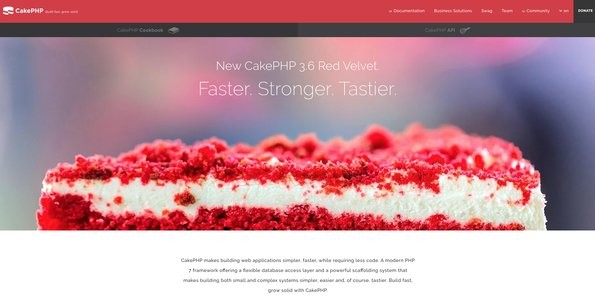 CakePHP Build fast, grow solid
Documentation Business Solutions Swag Team Community en DONATE
CakePHP Cookbook CakePHP API
New CakePHP 3.6 Red Velvet.
Faster. Stronger. Tastier.
CakePHP makes building web applications simpler, faster, while requiring less code. A modern PHP
7 framework offering a flexible database access layer and a powerful scaffolding system that
makes building both small and complex systems simpler, easier and, of course, tastier. Build fast,
grow solid with CakePHP.